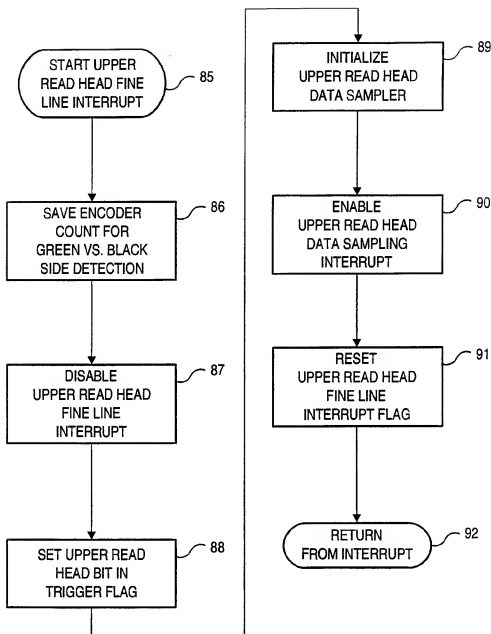 START UPPER
READ HEAD FINE
LINE INTERRUPT
85
SAVE ENCODER
COUNT FOR
GREEN VS. BLACK
SIDE DETECTION
86
DISABLE
UPPER READ HEAD
FINE LINE
INTERRUPT
87
SET UPPER READ
HEAD BIT IN
TRIGGER FLAG
88
INITIALIZE
UPPER READ HEAD
DATA SAMPLER
89
ENABLE
UPPER READ HEAD
DATA SAMPLING
INTERRUPT
90
RESET
UPPER READ HEAD
FINE LINE
INTERRUPT FLAG
91
RETURN
FROM INTERRUPT
92